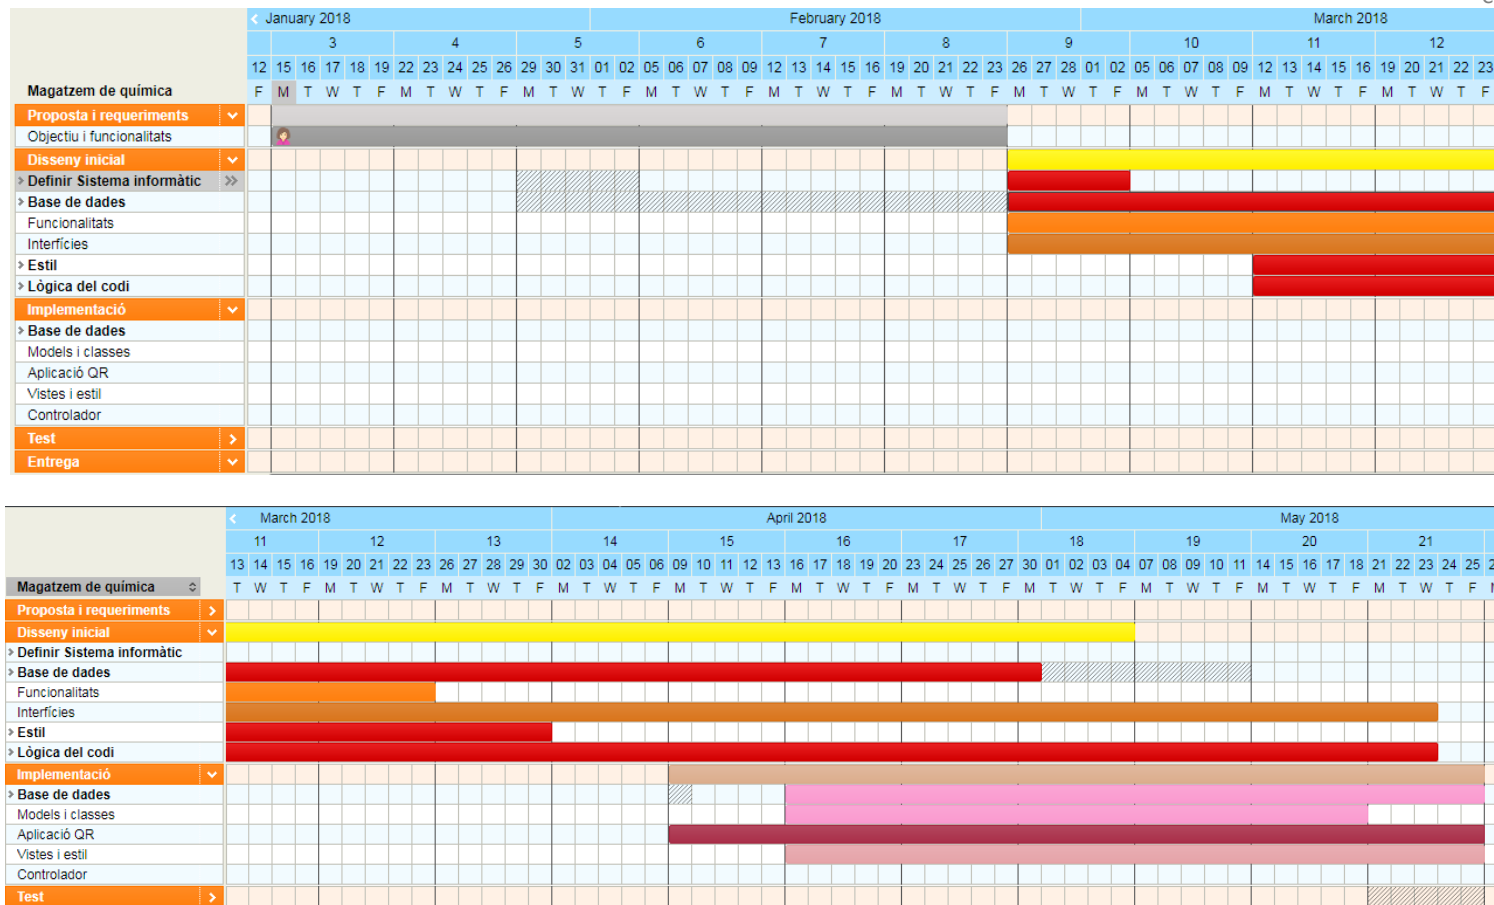 January 2018 February 2018 March 2018
3 4 5 6 7 8 9 10 11 12
12 15 16 17 18 19 22 23 24 25 26 29 30 31 01 02 05 06 07 08 09 12 13 14 15 16 19 20 21 22 23 26 27 28 01 02 05 06 07 08 09 12 13 14 15 16 19 20 21 22 23
Magatzem de química F M T W T F M T W T F M T W T F M T W T F M T W T F M T W T F M T W T F M T W T F M T W T F M T W T F
Proposta i requeriments
Objectiu i funcionalitats
Disseny inicial
Definir Sistema informàtic
Base de dades
Funcionalitats
Interfícies
Estil
Lògica del codi
Implementació
Base de dades
Models i classes
Aplicació QR
Vistes i estil
Controlador
Test
Entrega
March 2018 April 2018 May 2018
11 12 13 14 15 16 17 18 19 20 21
13 14 15 16 19 20 21 22 23 26 27 28 29 30 02 03 04 05 06 09 10 11 12 13 16 17 18 19 20 23 24 25 26 27 30 01 02 03 04 07 08 09 10 11 14 15 16 17 18 21 22 23 24 25
Magatzem de química T W T F M T W T F M T W T F M T W T F M T W T F M T W T F M T W T F M T W T F M T W T F M T W T F M T W T F
Proposta i requeriments
Disseny inicial
Definir Sistema informàtic
Base de dades
Funcionalitats
Interfícies
Estil
Lògica del codi
Implementació
Base de dades
Models i classes
Aplicació QR
Vistes i estil
Controlador
Test